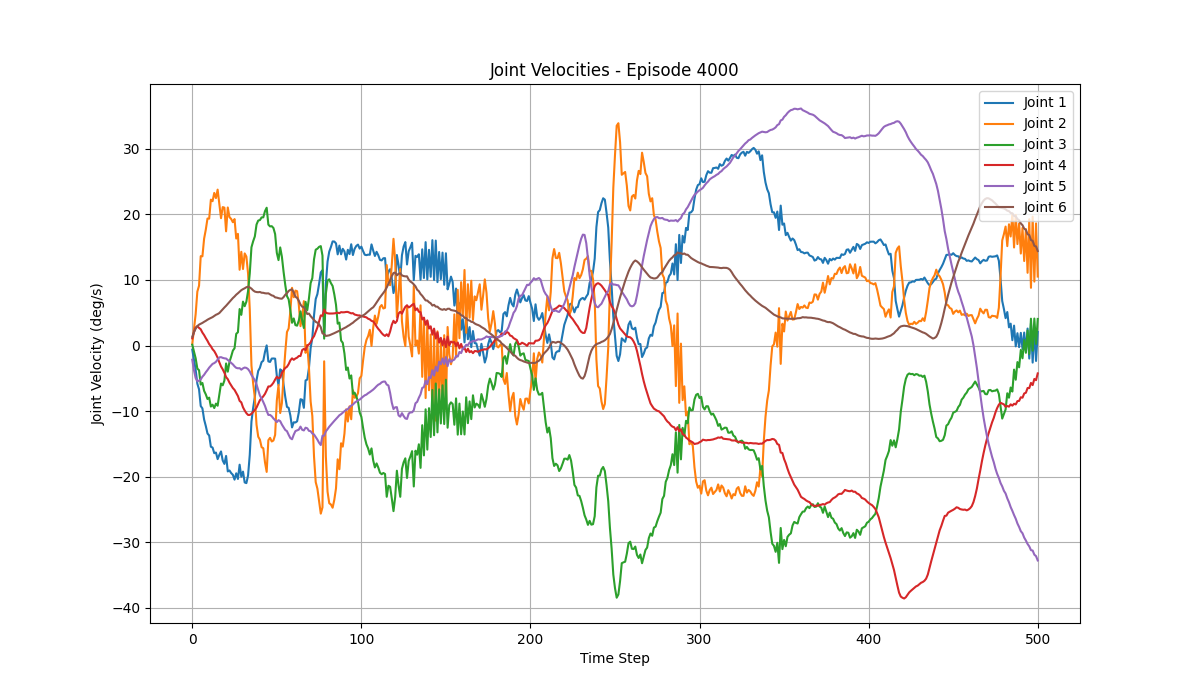 Joint Velocities - Episode 4000
Joint Velocity (deg/s)
30
20
10
0
−10
−20
−30
−40
Joint 1
Joint 2
Joint 3
Joint 4
Joint 5
Joint 6
0 100 200 300 400 500
Time Step